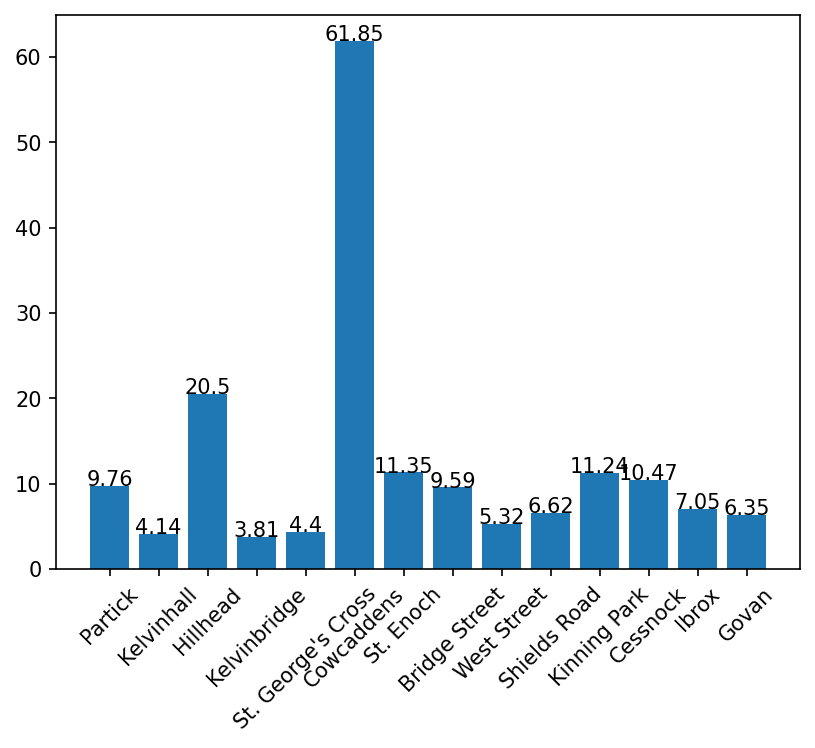 60
50
40
30
20
10
0
9.76
4.14
20.5
3.81
4.4
61.85
11.35
9.59
5.32
6.62
11.24
10.47
7.05
6.35
Partick
Kelvinhall
Hillhead
Kelvinbridge
St. George's Cross
Cowcaddens
St. Enoch
Bridge Street
West Street
Shields Road
Kinning Park
Cessnock
Ibrox
Govan